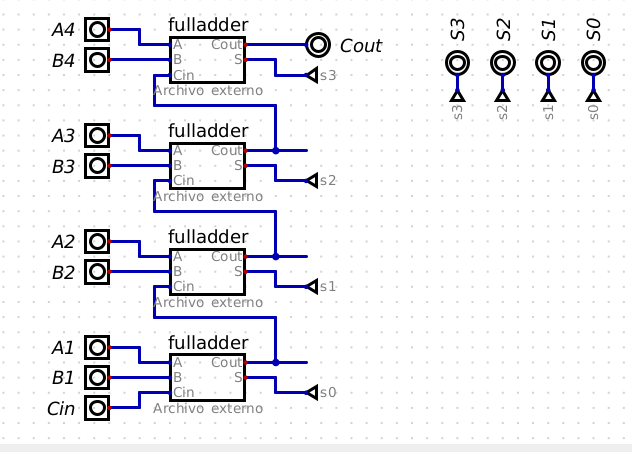 A4
B4
fulladder
A
B
Cin
Cout
S
Archivo externo
Cout
s3
A3
B3
fulladder
A
B
Cin
Cout
S
Archivo externo
s2
A2
B2
fulladder
A
B
Cin
Cout
S
Archivo externo
s1
A1
B1
Cin
fulladder
A
B
Cin
Cout
S
Archivo externo
s0
S3
S2
S1
S0
s3
s2
s1
s0